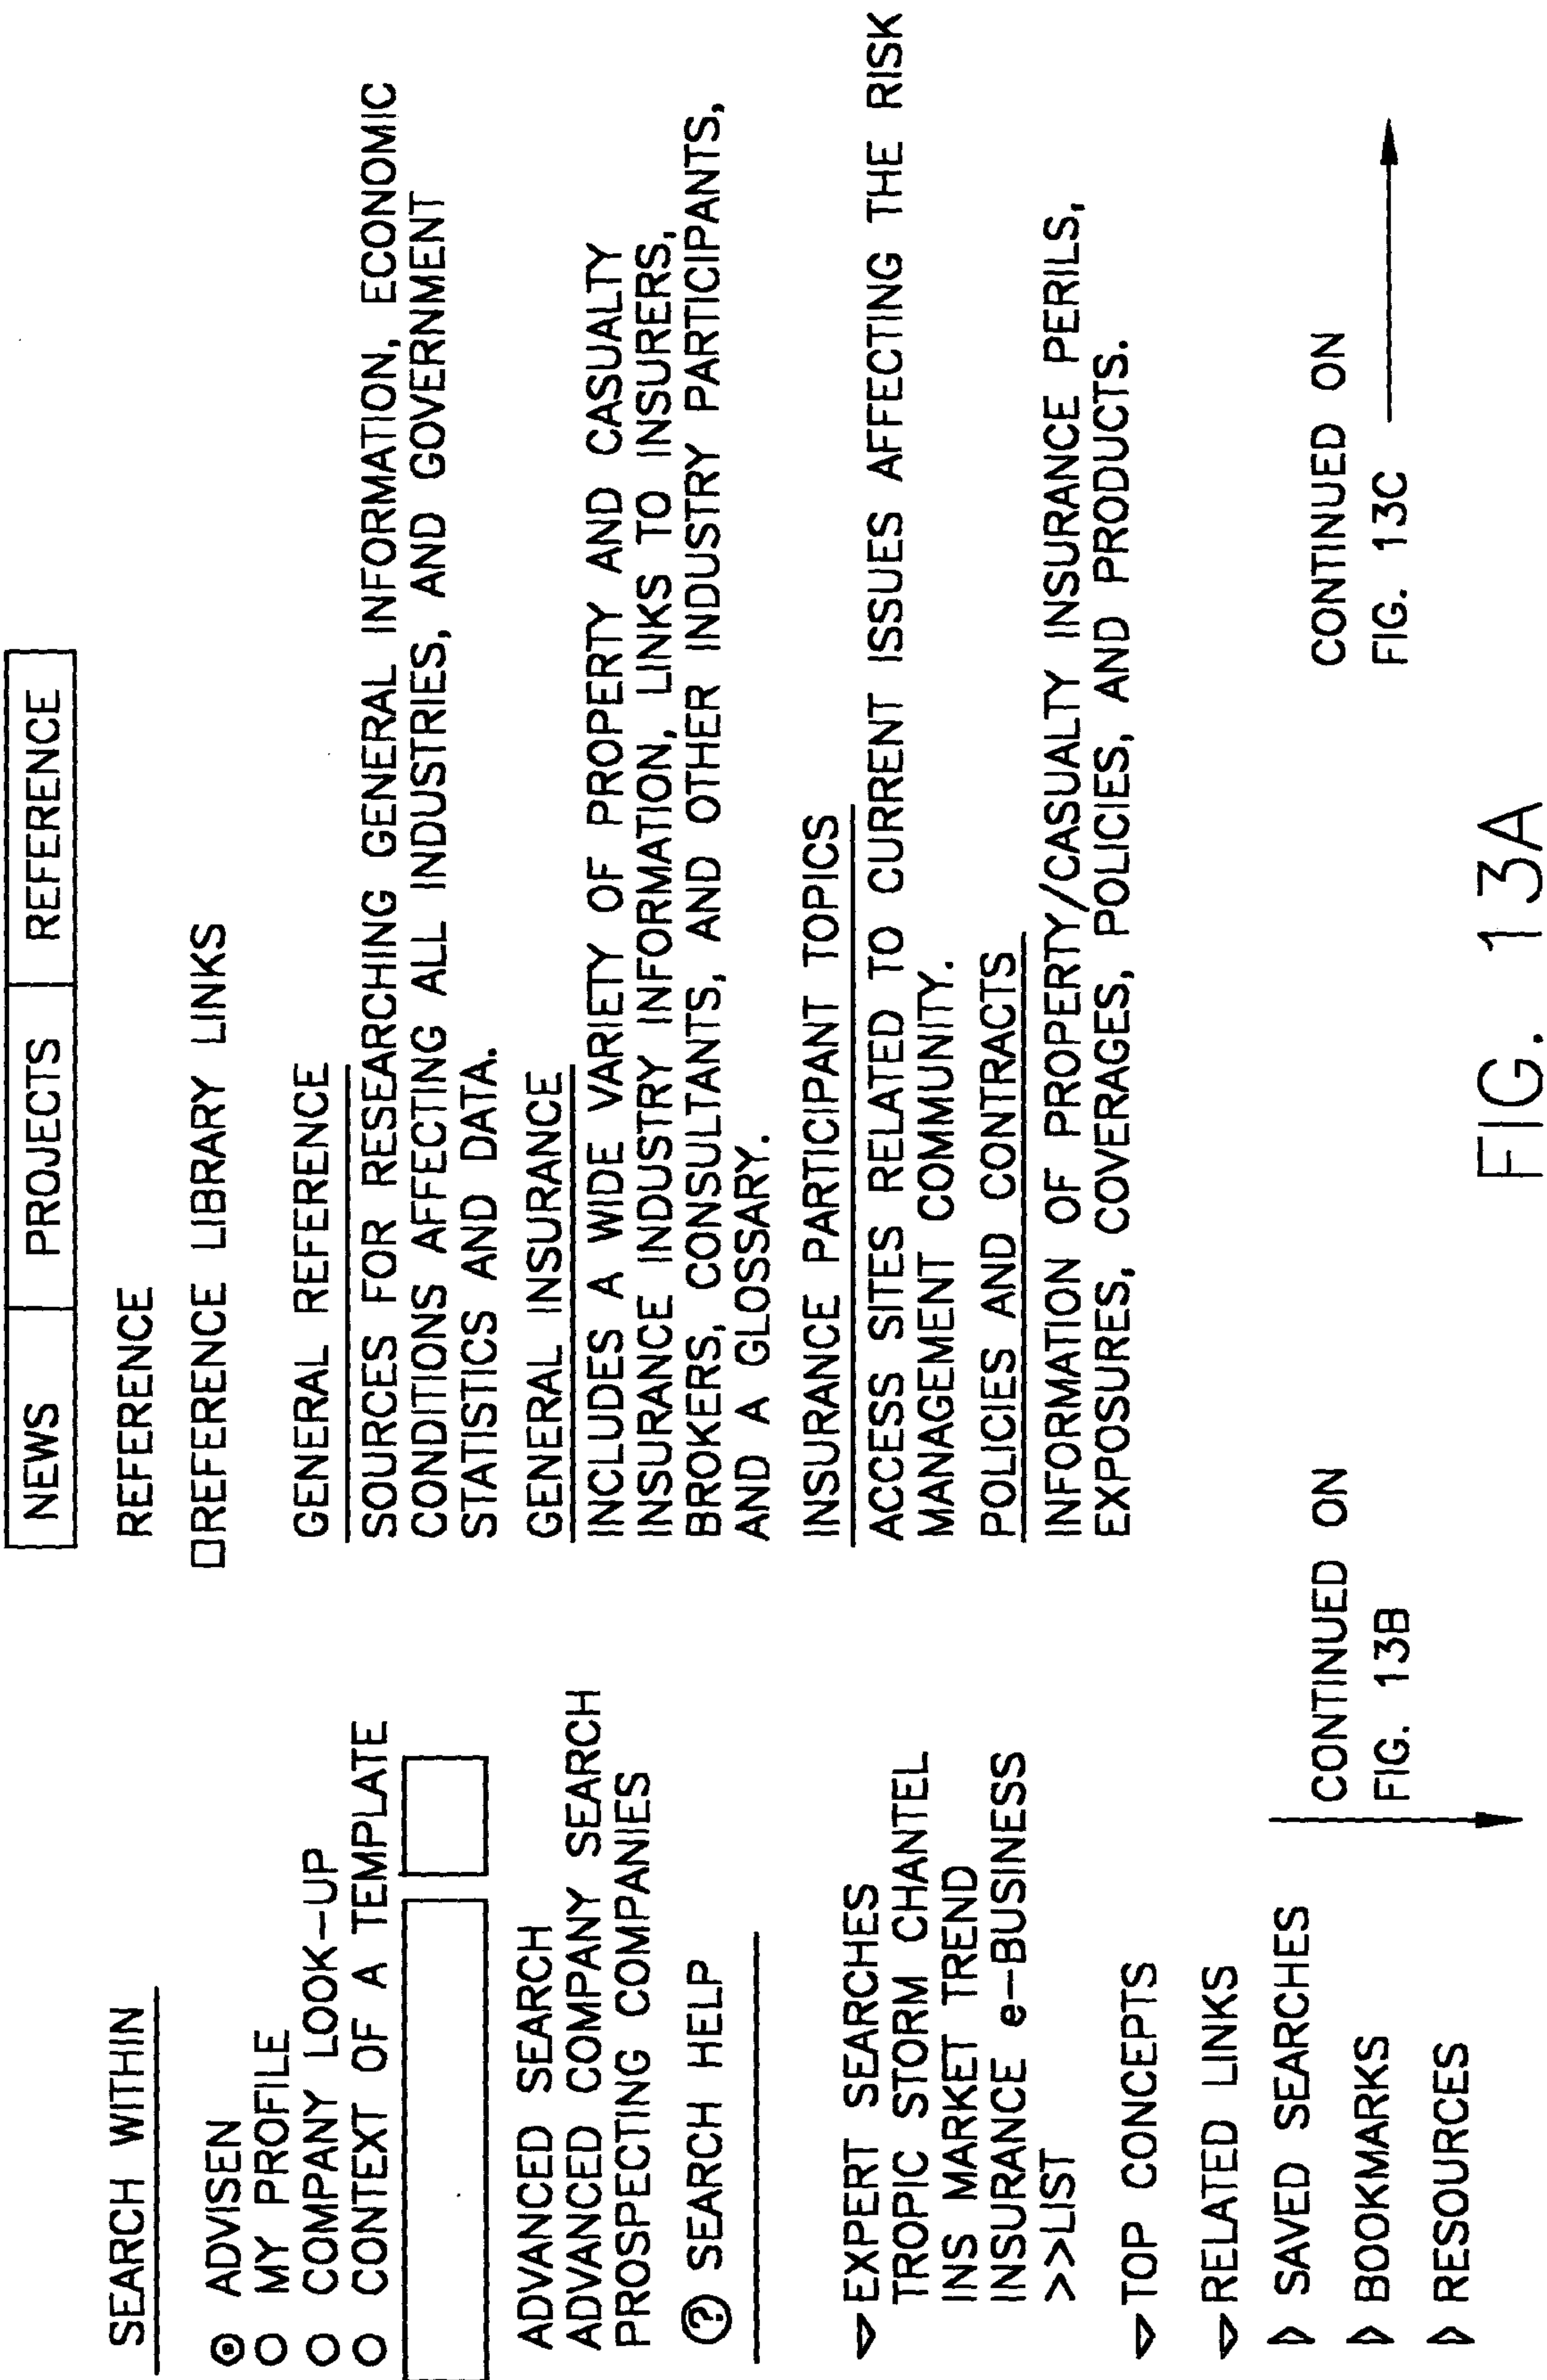 NEWS PROJECTS REFERENCE
SEARCH WITHIN
ADVISEN
MY PROFILE
COMPANY LOOK-UP
CONTEXT OF A TEMPLATE
ADVANCED SEARCH
ADVANCED COMPANY SEARCH
PROSPECTING COMPANIES
? SEARCH HELP
EXPERT SEARCHES
TROPIC STORM CHANTEL
INS MARKET TREND
INSURANCE e-BUSINESS
>>LIST
TOP CONCEPTS
RELATED LINKS
SAVED SEARCHES
BOOKMARKS
RESOURCES
REFERENCE
REFERENCE LIBRARY LINKS
GENERAL REFERENCE
SOURCES FOR RESEARCHING GENERAL INFORMATION, ECONOMIC
CONDITIONS AFFECTING ALL INDUSTRIES, AND GOVERNMENT
STATISTICS AND DATA.
GENERAL INSURANCE
INCLUDES A WIDE VARIETY OF PROPERTY AND CASUALTY
INSURANCE INDUSTRY INFORMATION, LINKS TO INSURERS,
BROKERS, CONSULTANTS, AND OTHER INDUSTRY PARTICIPANTS,
AND A GLOSSARY.
INSURANCE PARTICIPANT TOPICS
ACCESS SITES RELATED TO CURRENT ISSUES AFFECTING THE RISK
MANAGEMENT COMMUNITY.
POLICIES AND CONTRACTS
INFORMATION OF PROPERTY/CASUALTY INSURANCE PERILS,
EXPOSURES, COVERAGES, POLICIES, AND PRODUCTS.
CONTINUED ON
FIG. 13B
CONTINUED ON
FIG. 13C
FIG. 13A